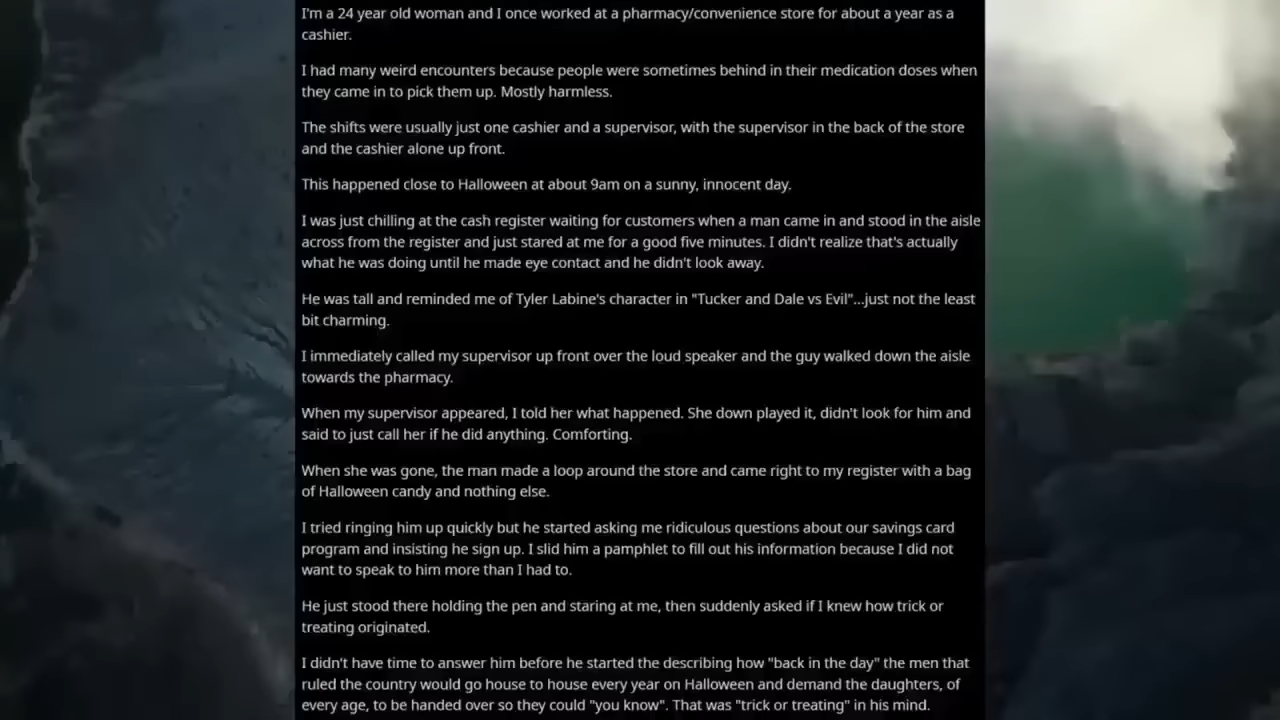 I'm a 24 year old woman and I once worked at a pharmacy/convenience store for about a year as a
cashier.
I had many weird encounters because people were sometimes behind in their medication doses when
they came in to pick them up. Mostly harmless.
The shifts were usually just one cashier and a supervisor, with the supervisor in the back of the store
and the cashier alone up front.
This happened close to Halloween at about 9am on a sunny, innocent day.
I was just chilling at the cash register waiting for customers when a man came in and stood in the aisle
across from the register and just stared at me for a good five minutes. I didn't realize that's actually
what he was doing until he made eye contact and he didn't look away.
He was tall and reminded me of Tyler Labine's character in "Tucker and Dale vs Evil"...just not the least
bit charming.
I immediately called my supervisor up front over the loud speaker and the guy walked down the aisle
towards the pharmacy.
When my supervisor appeared, I told her what happened. She down played it, didn't look for him and
said to just call her if he did anything. Comforting.
When she was gone, the man made a loop around the store and came right to my register with a bag
of Halloween candy and nothing else.
I tried ringing him up quickly but he started asking me ridiculous questions about our savings card
program and insisting he sign up. I slid him a pamphlet to fill out his information because I did not
want to speak to him more than I had to.
He just stood there holding the pen and staring at me, then suddenly asked if I knew how trick or
treating originated.
I didn't have time to answer him before he started the describing how "back in the day" the men that
ruled the country would go house to house every year on Halloween and demand the daughters, of
every age, to be handed over so they could "you know". That was "trick or treating" in his mind.